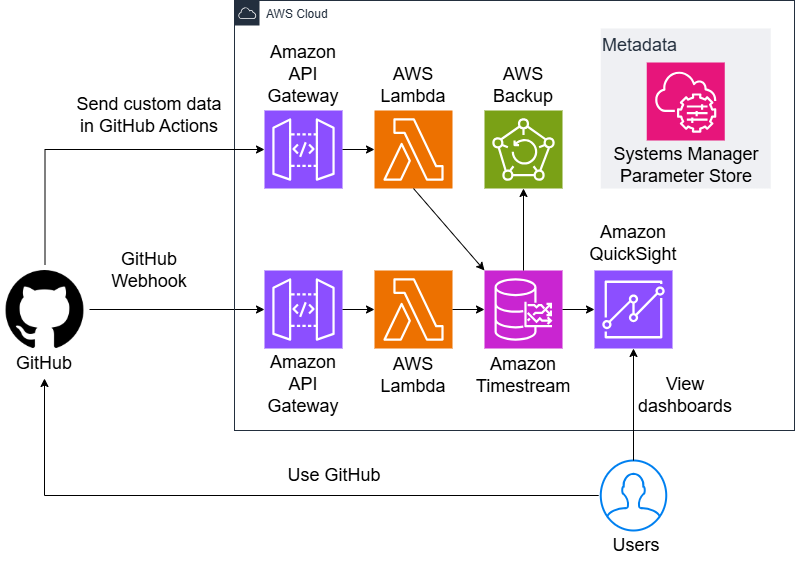 AWS Cloud
Amazon
API
Gateway
AWS
Lambda
AWS
Backup
Metadata
Systems Manager
Parameter Store
Send custom data
in GitHub Actions
</>
GitHub
Webhook
Amazon
QuickSight
</>
GitHub
Amazon
API
Gateway
AWS
Lambda
Amazon
Timestream
View
dashboards
Use GitHub
Users